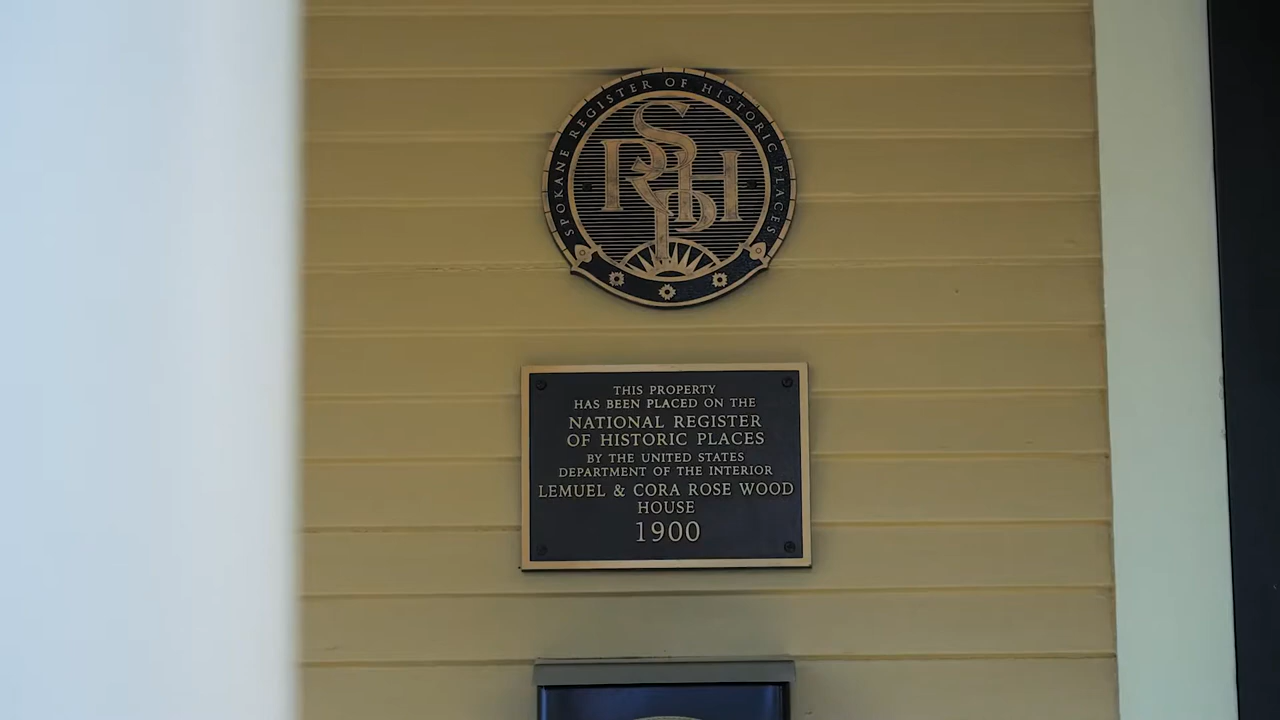 SPOKANE REGISTER OF HISTORIC PLACES
SRHP
THIS PROPERTY
HAS BEEN PLACED ON THE
NATIONAL REGISTER
OF HISTORIC PLACES
BY THE UNITED STATES
DEPARTMENT OF THE INTERIOR
LEMUEL & CORA ROSE WOOD
HOUSE
1900